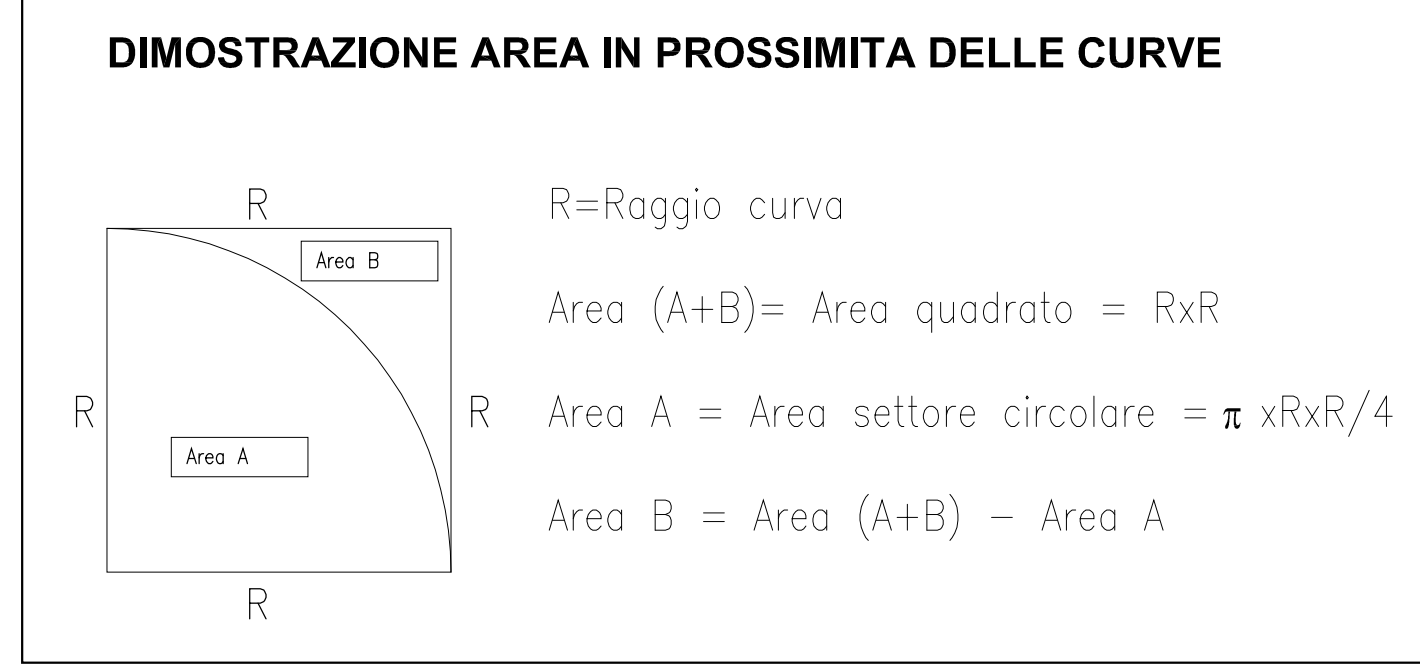 DIMOSTRAZIONE AREA IN PROSSIMITA DELLE CURVE
R
Area B
R
R
Area A
R
R=Raggio curva
Area (A+B)= Area quadrato = RxR
Area A = Area settore circolare = π xRxR/4
Area B = Area (A+B) - Area A